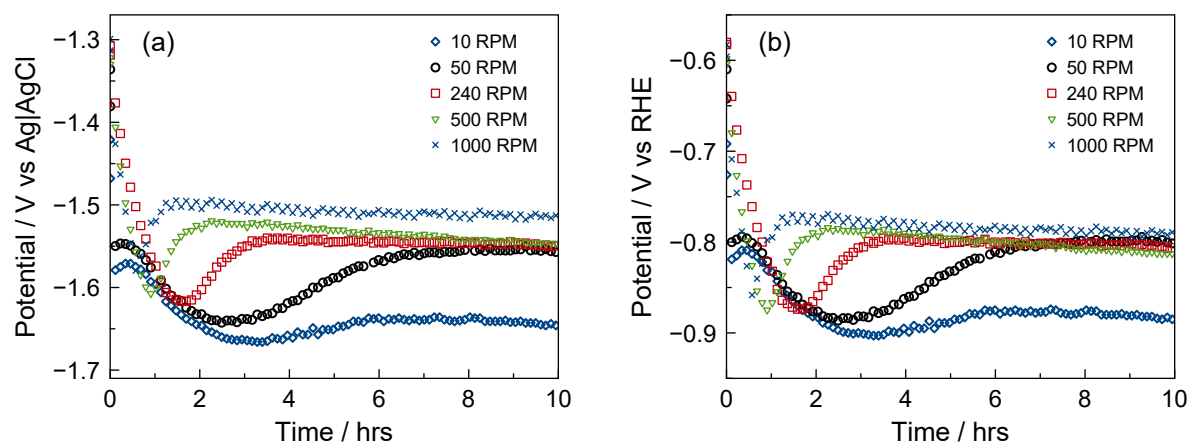 (a)
10 RPM
50 RPM
240 RPM
500 RPM
1000 RPM
Potential / V vs Ag|AgCl
−1.3
−1.4
−1.5
−1.6
−1.7
0
2
4
6
8
10
Time / hrs
(b)
10 RPM
50 RPM
240 RPM
500 RPM
1000 RPM
Potential / V vs RHE
−0.6
−0.7
−0.8
−0.9
0
2
4
6
8
10
Time / hrs